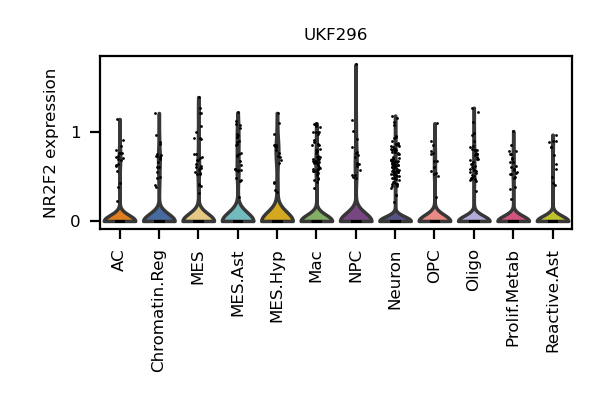 UKF296
NR2F2 expression
1
0
AC
Chromatin.Reg
MES
MES.Ast
MES.Hyp
Mac
NPC
Neuron
OPC
Oligo
Prolif.Metab
Reactive.Ast